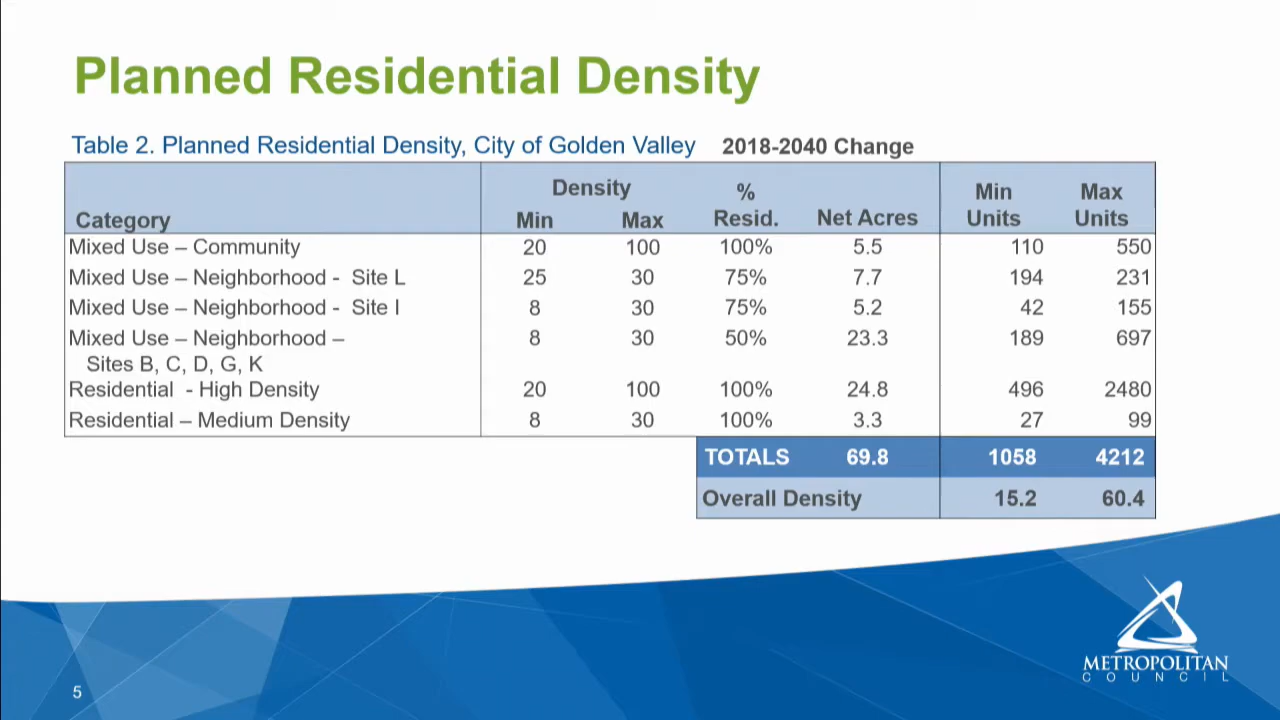 Planned Residential Density
Table 2. Planned Residential Density, City of Golden Valley 2018-2040 Change
Density % Min Max
Category Min Max Resid. Net Acres Units Units
Mixed Use – Community 20 100 100% 5.5 110 550
Mixed Use – Neighborhood - Site L 25 30 75% 7.7 194 231
Mixed Use – Neighborhood - Site I 8 30 75% 5.2 42 155
Mixed Use – Neighborhood – 8 30 50% 23.3 189 697
Sites B, C, D, G, K
Residential - High Density 20 100 100% 24.8 496 2480
Residential – Medium Density 8 30 100% 3.3 27 99
TOTALS 69.8 1058 4212
Overall Density 15.2 60.4
METROPOLITAN
COUNCIL
5